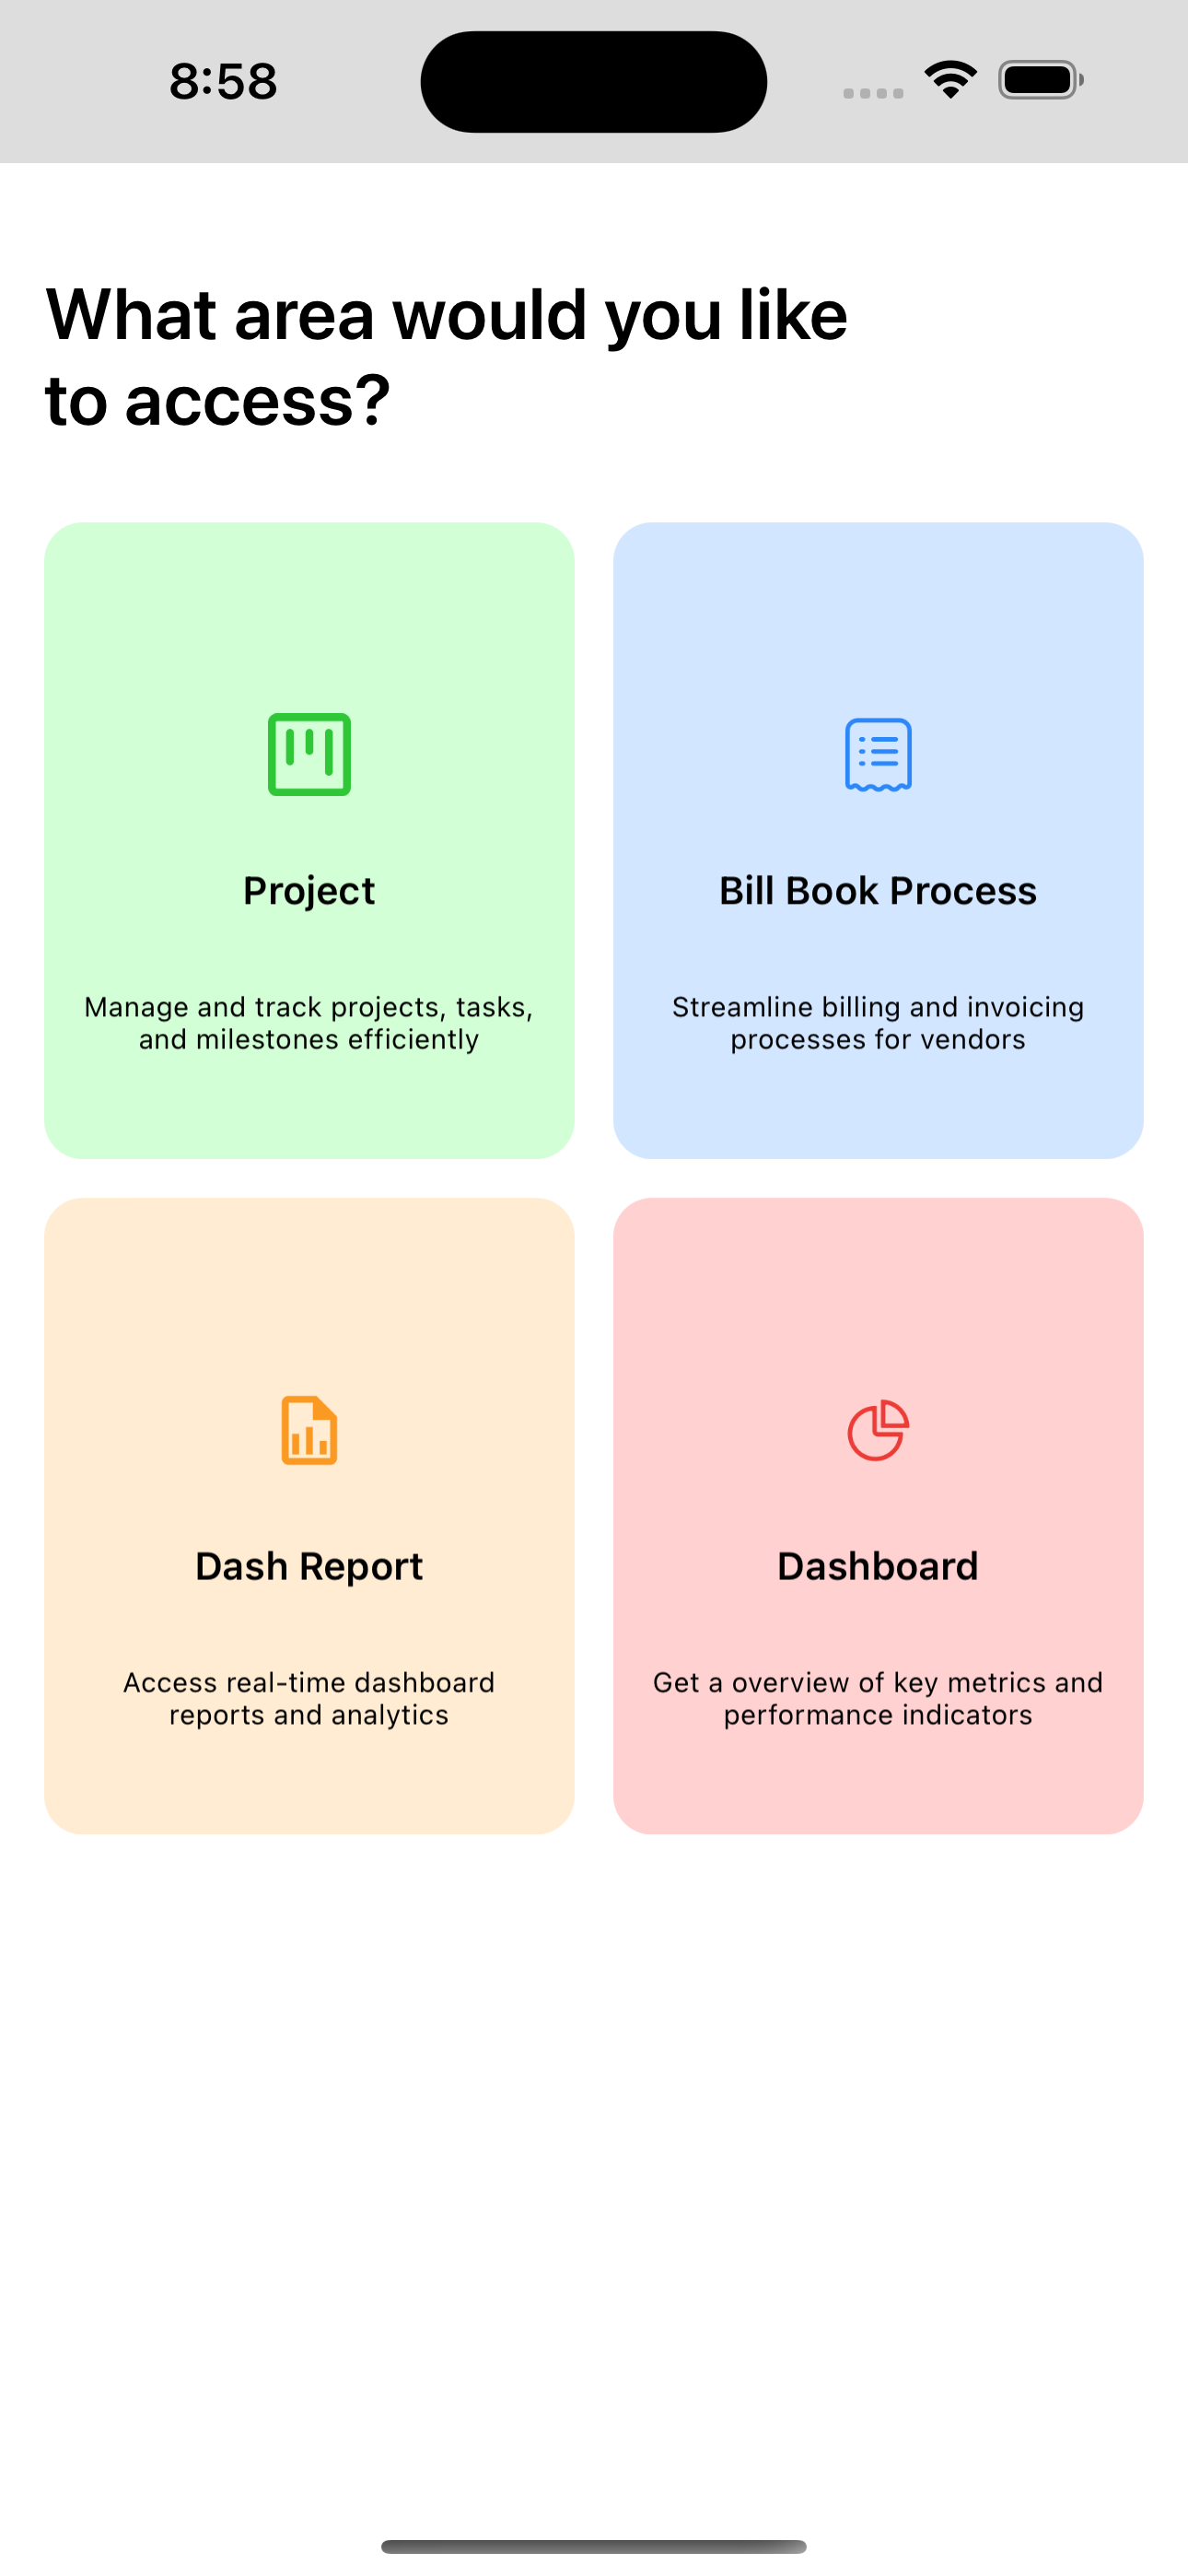 8:58
What area would you like
to access?
Project
Manage and track projects, tasks,
and milestones efficiently
Bill Book Process
Streamline billing and invoicing
processes for vendors
Dash Report
Access real-time dashboard
reports and analytics
Dashboard
Get a overview of key metrics and
performance indicators